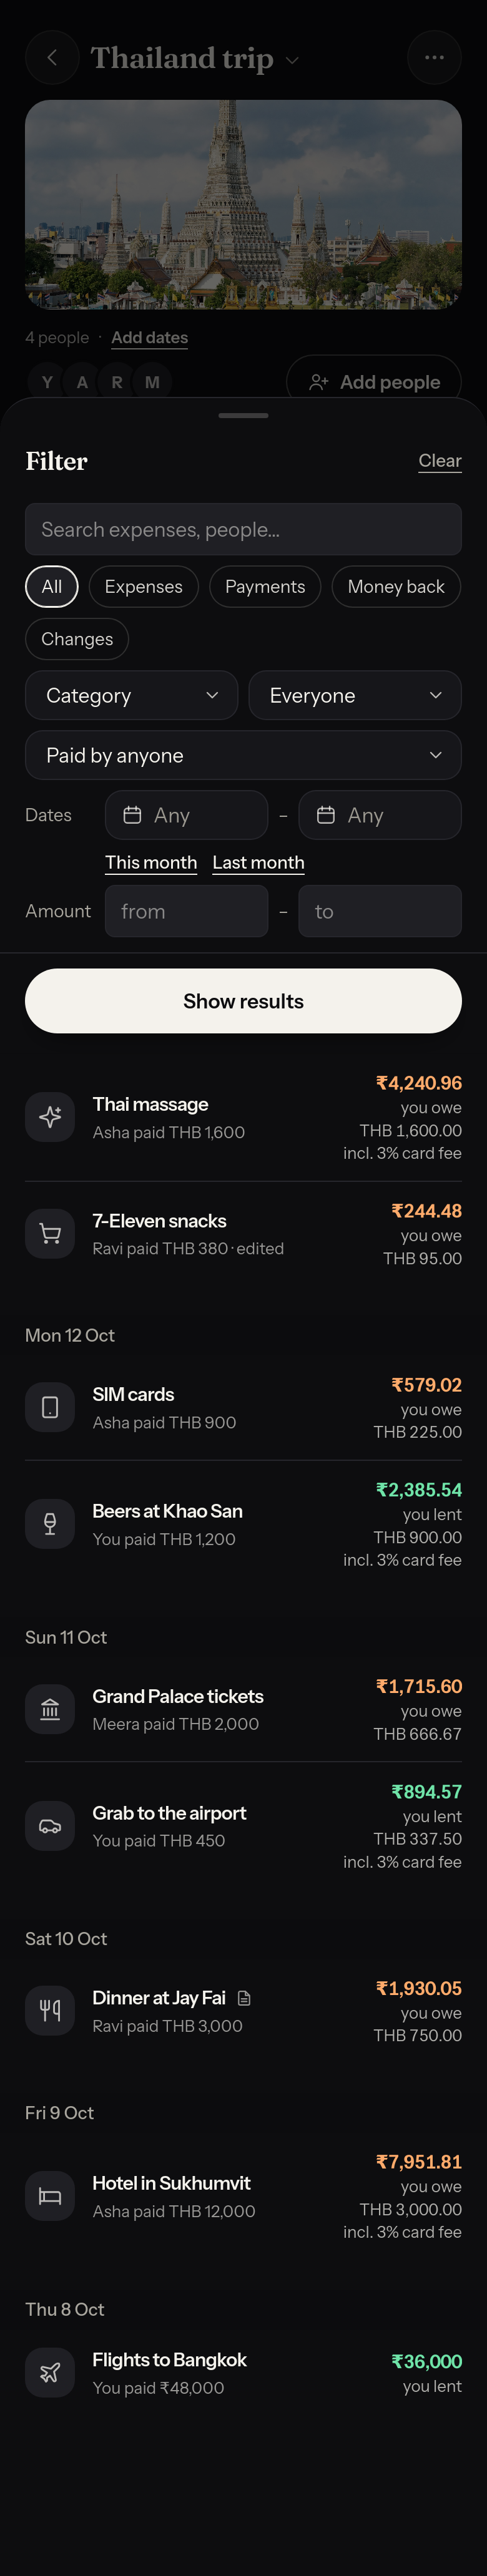 Thailand trip
4 people · Add dates
Y A R M
Add people
Filter
Clear
Search expenses, people...
All
Expenses
Payments
Money back
Changes
Category
Everyone
Paid by anyone
Dates
Any
–
Any
This month
Last month
Amount
from
–
to
Show results
Thai massage
Asha paid THB 1,600
₹4,240.96
you owe
THB 1,600.00
incl. 3% card fee
7-Eleven snacks
Ravi paid THB 380 · edited
₹244.48
you owe
THB 95.00
Mon 12 Oct
SIM cards
Asha paid THB 900
₹579.02
you owe
THB 225.00
Beers at Khao San
You paid THB 1,200
₹2,385.54
you lent
THB 900.00
incl. 3% card fee
Sun 11 Oct
Grand Palace tickets
Meera paid THB 2,000
₹1,715.60
you owe
THB 666.67
Grab to the airport
You paid THB 450
₹894.57
you lent
THB 337.50
incl. 3% card fee
Sat 10 Oct
Dinner at Jay Fai
Ravi paid THB 3,000
₹1,930.05
you owe
THB 750.00
Fri 9 Oct
Hotel in Sukhumvit
Asha paid THB 12,000
₹7,951.81
you owe
THB 3,000.00
incl. 3% card fee
Thu 8 Oct
Flights to Bangkok
You paid ₹48,000
₹36,000
you lent